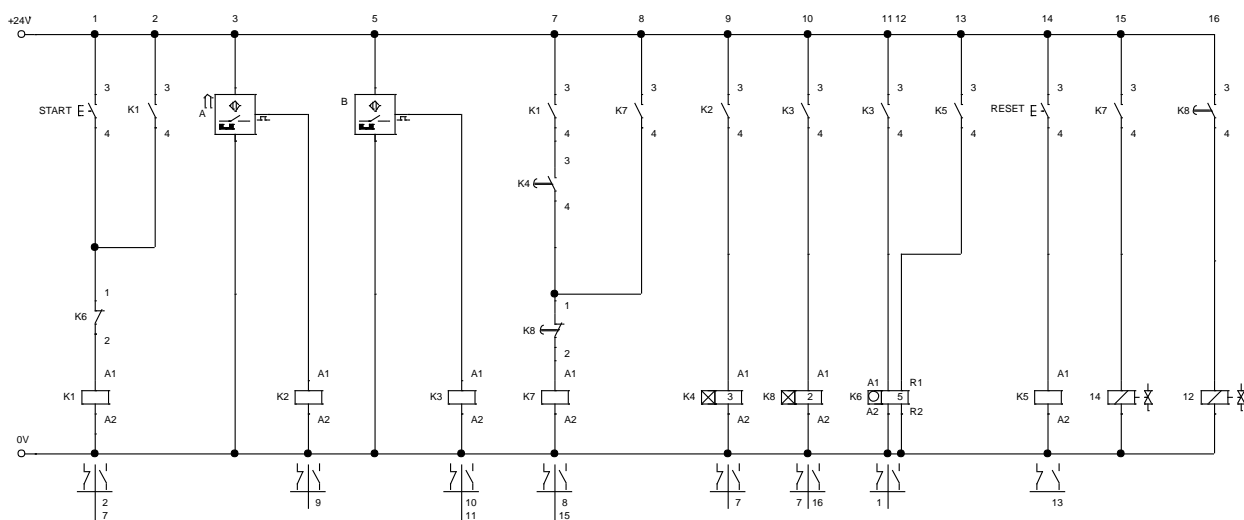 +24V 1 2 3 5 7 8 9 10 11 12 13 14 15 16
3 3 3 3 3 3 3 3 3 3 3
START K1 A B K1 K7 K2 K3 K3 K5 RESET K7 K8
4 4 4 4 4 4 4 4 4 4 4
3
K4
4
1 1
K6 K8
2 2
A1 A1 A1 A1 A1 A1 A1 R1 A1
K1 K2 K3 K7 K4 3 K8 2 K6 5 K5 14 12
A2 A2 A2 A2 A2 A2 A2 R2 A2
0V
2 9 10 8 7 7 16 1 13
7 11 15